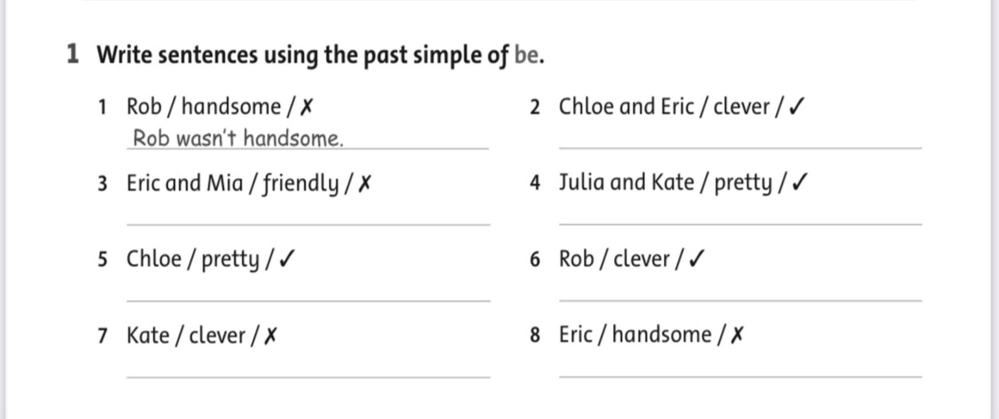 1 Write sentences using the past simple of be.
1 Rob / handsome / ✗
Rob wasn't handsome.
2 Chloe and Eric / clever / ✓
3 Eric and Mia / friendly / ✗
4 Julia and Kate / pretty / ✓
5 Chloe / pretty / ✓
6 Rob / clever / ✓
7 Kate / clever / ✗
8 Eric / handsome / ✗